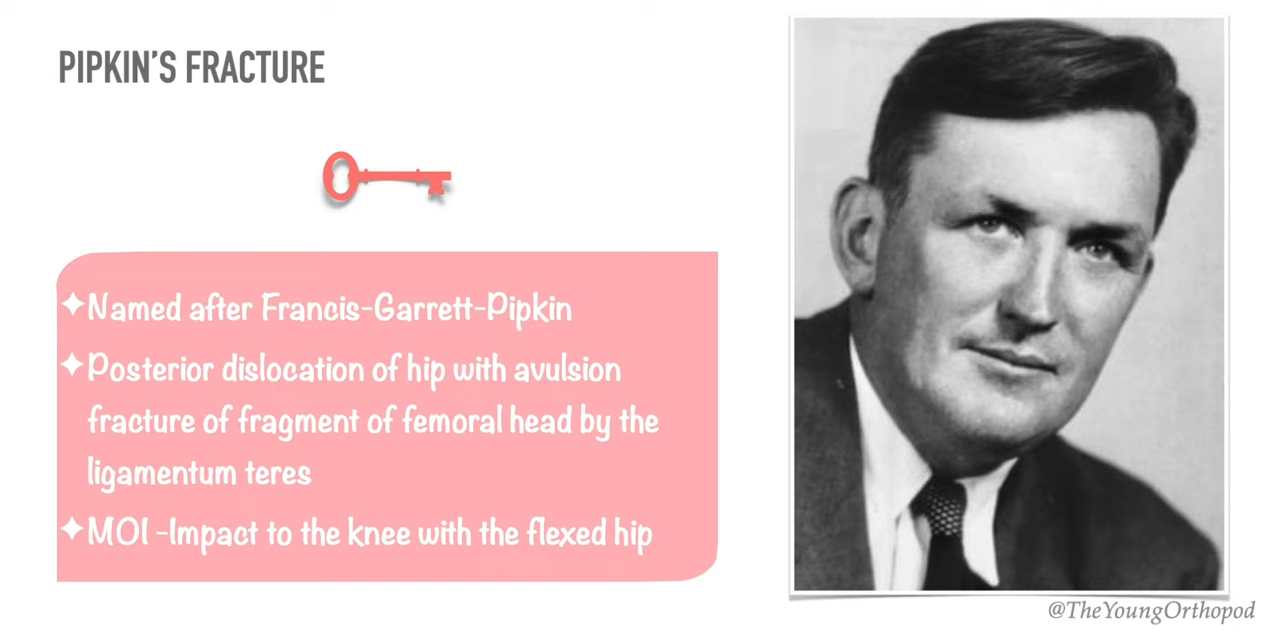 PIPKIN'S FRACTURE
✦Named after Francis-Garrett-Pipkin
✦Posterior dislocation of hip with avulsion
fracture of fragment of femoral head by the
ligamentum teres
✦MOI -Impact to the knee with the flexed hip
@TheYoungOrthopod